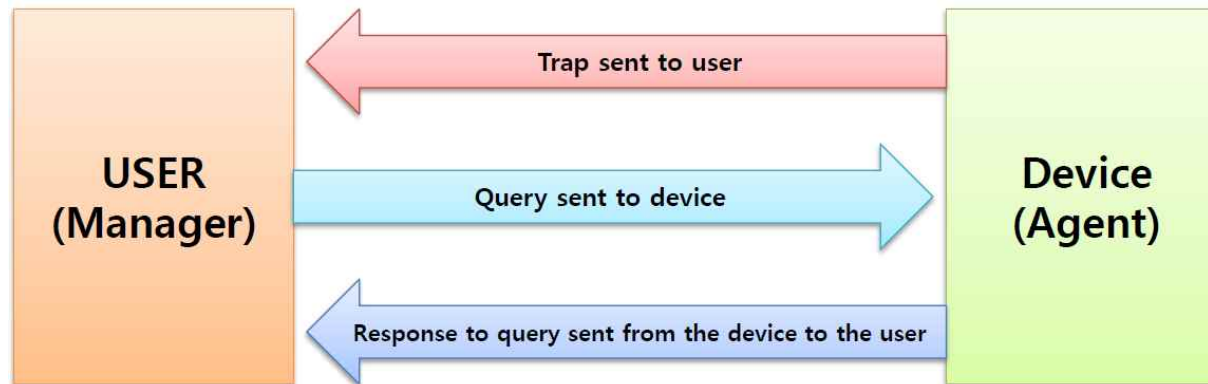 USER
(Manager)
Trap sent to user
Query sent to device
Response to query sent from the device to the user
Device
(Agent)